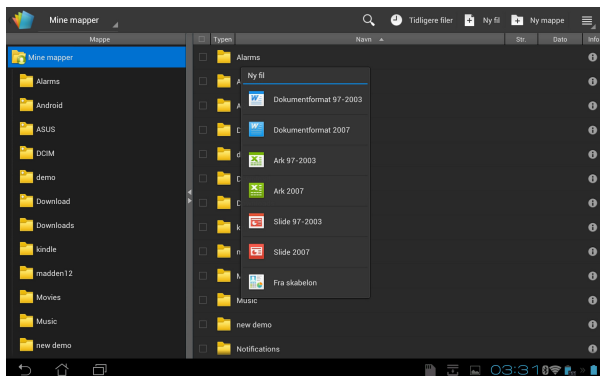 Mine mapper
Tidligere filer
Ny fil
Ny mappe
Mappe
Typen
Navn
Str.
Dato
Info
Mine mapper
Alarms
Android
ASUS
DCIM
demo
Download
Downloads
kindle
madden12
Movies
Music
new demo
Alarms
Ny fil
Dokumentformat 97-2003
Dokumentformat 2007
Ark 97-2003
Ark 2007
Slide 97-2003
Slide 2007
Fra skabelon
Music
new demo
Notifications
03:31